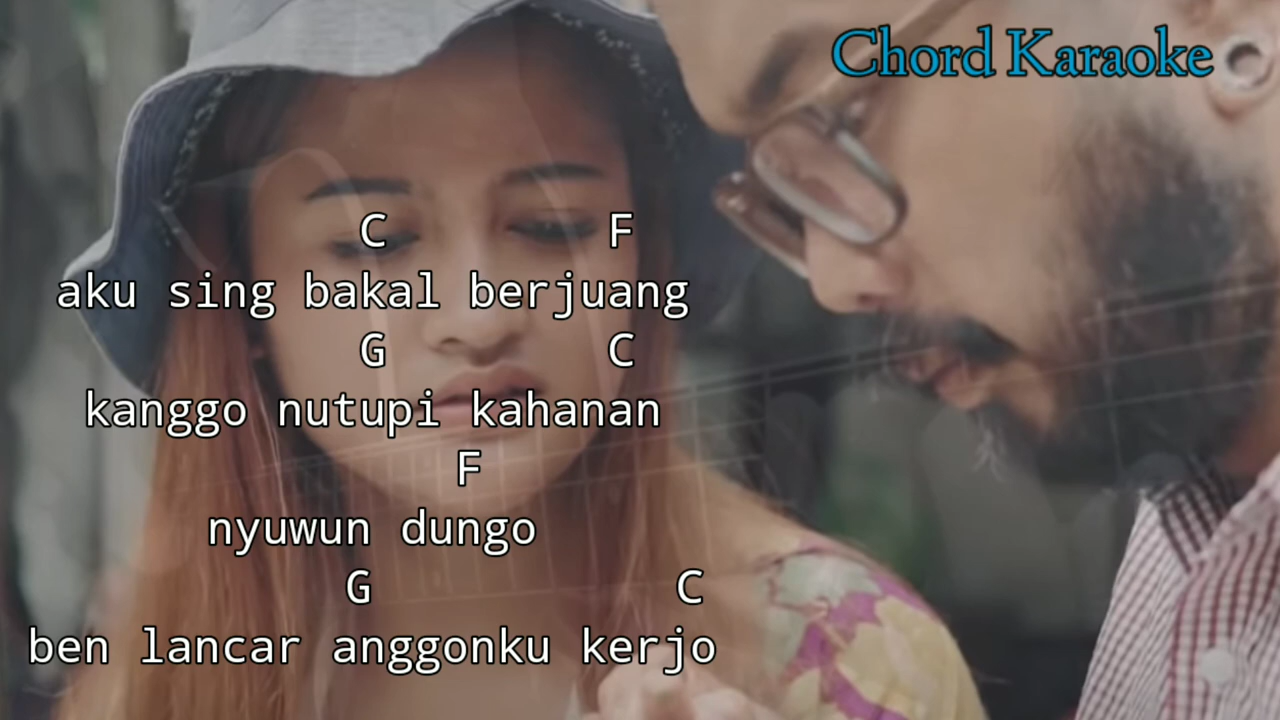 Chord Karaoke
C F
aku sing bakal berjuang
G C
kanggo nutupi kahanan
F
nyuwun dungo
G C
ben lancar anggonku kerjo